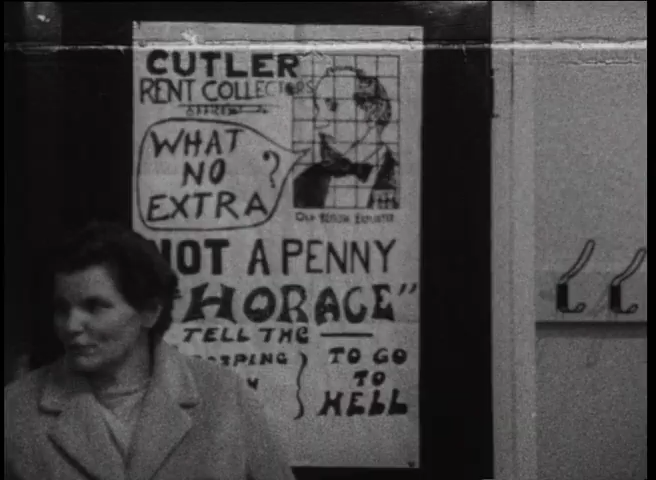 CUTLER
RENT COLLECTORS
WHAT
NO ?
EXTRA
NOT A PENNY
"HORACE"
TELL THE
TO GO
TO
HELL